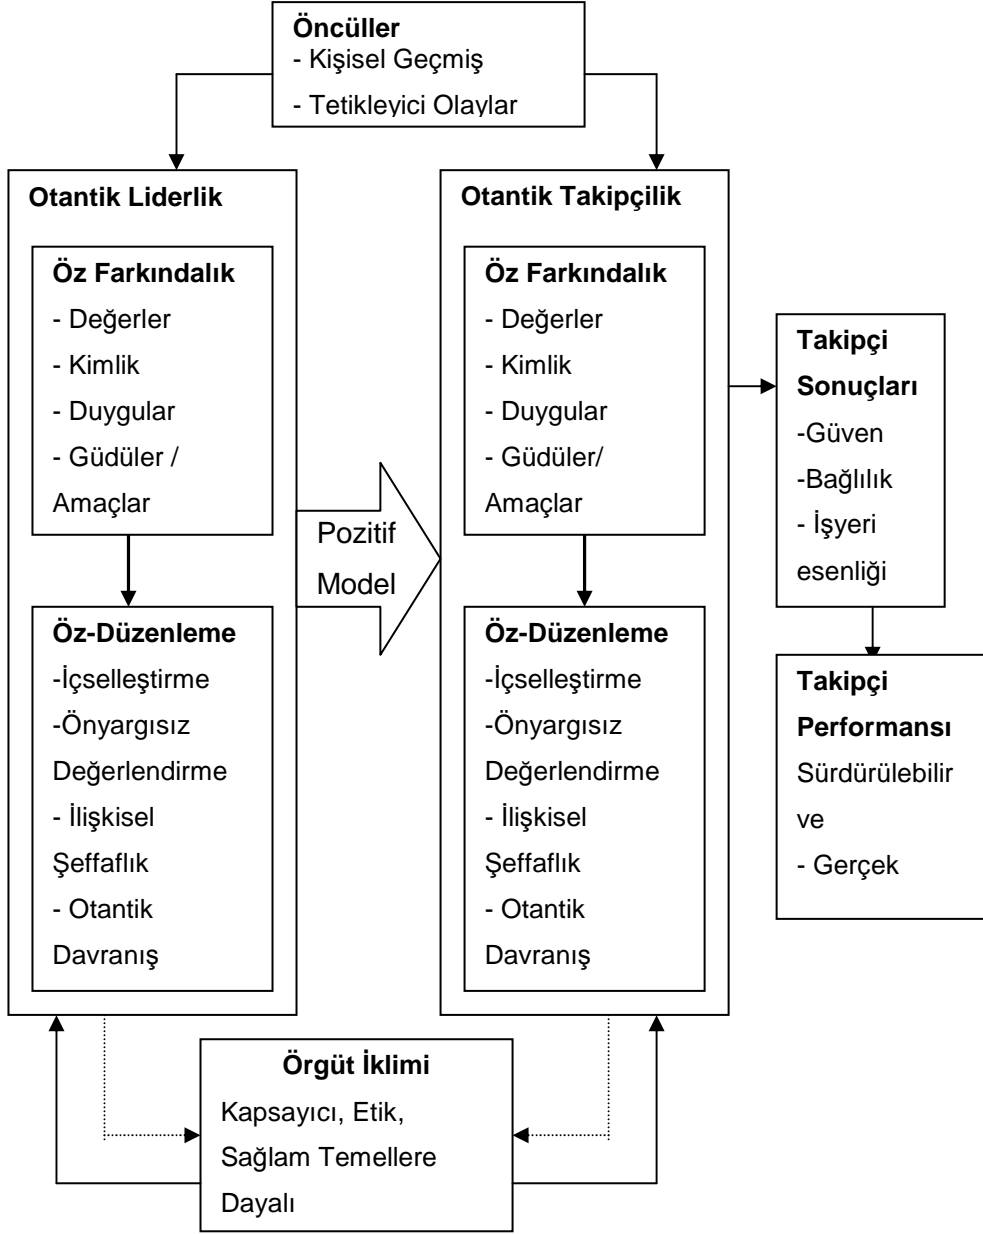 Öncüller
- Kişisel Geçmiş
- Tetikleyici Olaylar
Otantik Liderlik
Öz Farkındalık
- Değerler
- Kimlik
- Duygular
- Güdüler /
Amaçlar
Öz-Düzenleme
-İçselleştirme
-Önyargısız
Değerlendirme
- İlişkisel
Şeffaflık
- Otantik
Davranış
Pozitif
Model
Otantik Takipçilik
Öz Farkındalık
- Değerler
- Kimlik
- Duygular
- Güdüler/
Amaçlar
Öz-Düzenleme
-İçselleştirme
-Önyargısız
Değerlendirme
- İlişkisel
Şeffaflık
- Otantik
Davranış
Takipçi
Sonuçları
-Güven
-Bağlılık
- İşyeri
esenliği
Takipçi
Performansı
Sürdürülebilir
ve
- Gerçek
Örgüt İklimi
Kapsayıcı, Etik,
Sağlam Temellere
Dayalı